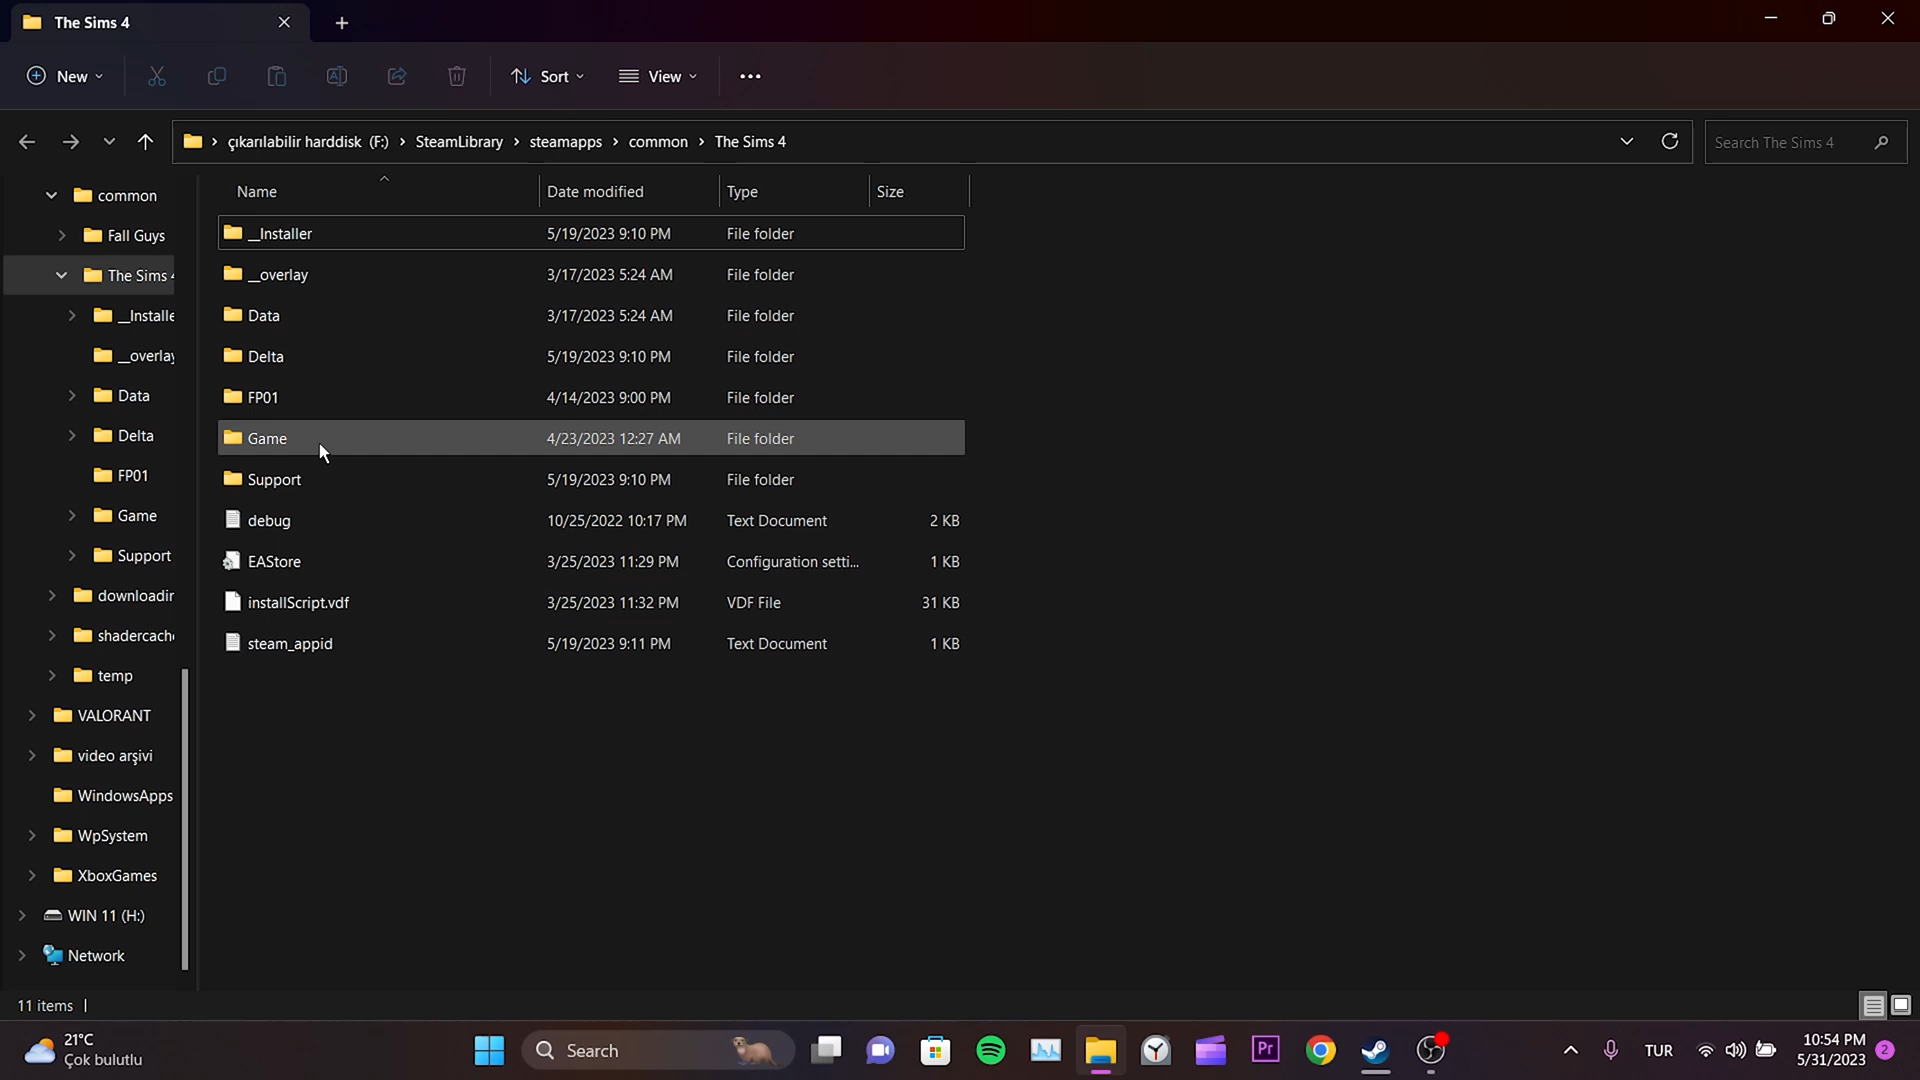 The Sims 4
New
Sort
View
çıkarılabilir harddisk (F:) > SteamLibrary > steamapps > common > The Sims 4
Search The Sims 4
Name Date modified Type Size
__Installer 5/19/2023 9:10 PM File folder
__overlay 3/17/2023 5:24 AM File folder
Data 3/17/2023 5:24 AM File folder
Delta 5/19/2023 9:10 PM File folder
FP01 4/14/2023 9:00 PM File folder
Game 4/23/2023 12:27 AM File folder
Support 5/19/2023 9:10 PM File folder
debug 10/25/2022 10:17 PM Text Document 2 KB
EAStore 3/25/2023 11:29 PM Configuration setti... 1 KB
installScript.vdf 3/25/2023 11:32 PM VDF File 31 KB
steam_appid 5/19/2023 9:11 PM Text Document 1 KB
common
Fall Guys
The Sims 4
__Installe
__overlay
Data
Delta
FP01
Game
Support
downloadin
shadercache
temp
VALORANT
video arşivi
WindowsApps
WpSystem
XboxGames
WIN 11 (H:)
Network
11 items
21°C
Çok bulutlu
Search
Pr
TUR
10:54 PM
5/31/2023
2